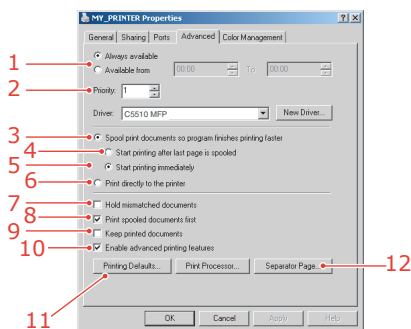 MY_PRINTER Properties
General Sharing Ports Advanced Color Management
1 Always available
Available from 00:00 To 00:00
2 Priority: 1
Driver: C5510 MFP New Driver...
3 Spool print documents so program finishes printing faster
4 Start printing after last page is spooled
5 Start printing immediately
6 Print directly to the printer
7 Hold mismatched documents
8 Print spooled documents first
9 Keep printed documents
10 Enable advanced printing features
Printing Defaults... Print Processor... Separator Page... 12
11
OK Cancel Apply Help